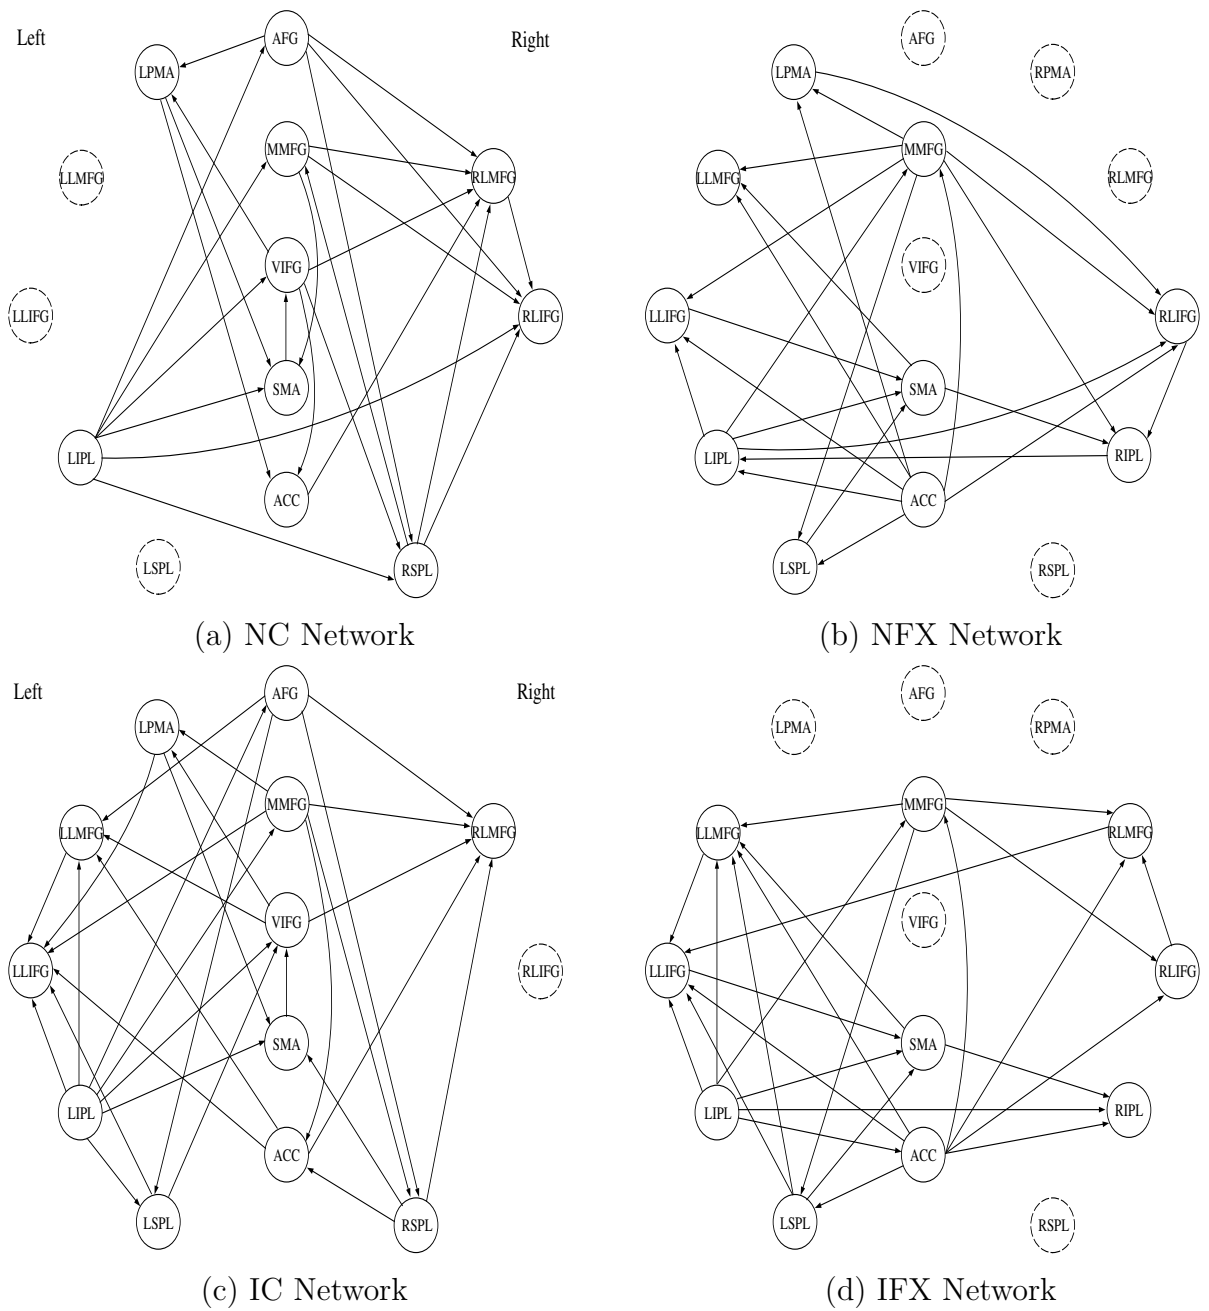 Left
Right
AFG
LPMA
MMFG
LLMFG
RLMFG
VIFG
LLIFG
RLIFG
SMA
LIPL
ACC
LSPL
RSPL
(a) NC Network
AFG
LPMA
RPMA
MMFG
LLMFG
RLMFG
VIFG
LLIFG
RLIFG
SMA
LIPL
RIPL
ACC
LSPL
RSPL
(b) NFX Network
Left
Right
AFG
LPMA
MMFG
LLMFG
RLMFG
VIFG
LLIFG
RLIFG
SMA
LIPL
ACC
LSPL
RSPL
(c) IC Network
AFG
LPMA
RPMA
MMFG
LLMFG
RLMFG
VIFG
LLIFG
RLIFG
SMA
LIPL
RIPL
ACC
LSPL
RSPL
(d) IFX Network